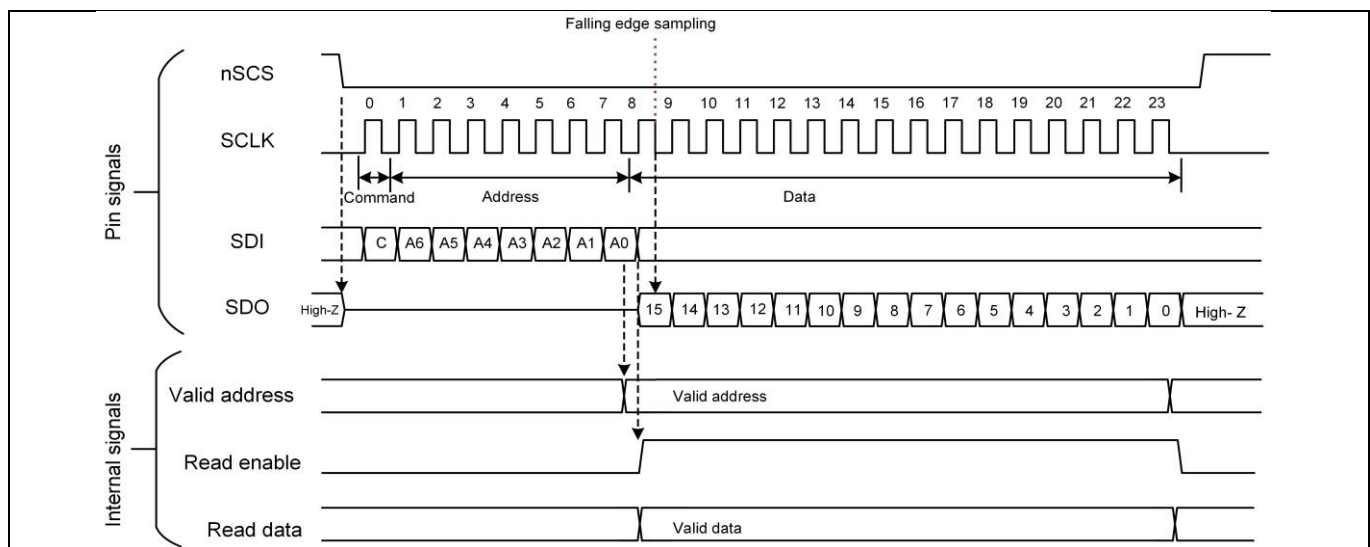 Falling edge sampling
nSCS
0 1 2 3 4 5 6 7 8 9 10 11 12 13 14 15 16 17 18 19 20 21 22 23
SCLK
Command Address Data
Pin signals
SDI C A6 A5 A4 A3 A2 A1 A0
SDO High-Z 15 14 13 12 11 10 9 8 7 6 5 4 3 2 1 0 High- Z
Internal signals
Valid address Valid address
Read enable
Read data Valid data